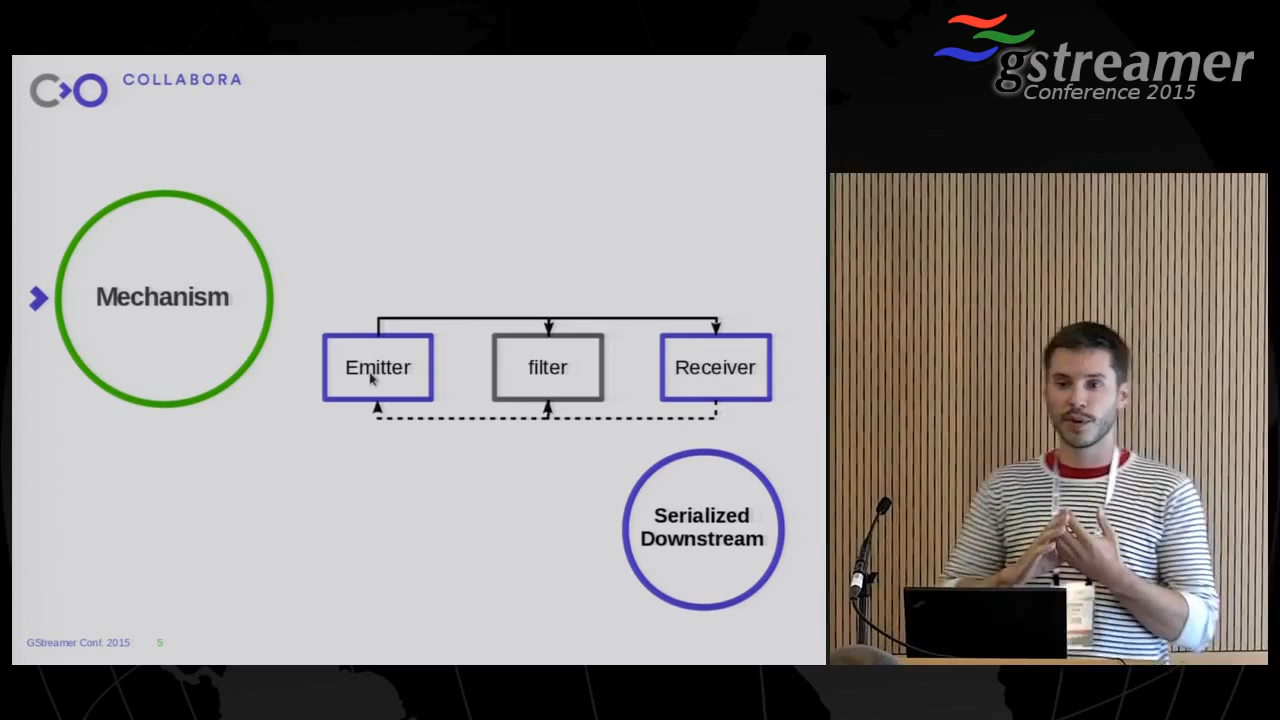 gstreamer
Conference 2015
COLLABORA
Mechanism
Emitter
filter
Receiver
Serialized
Downstream
GStreamer Conf. 2015 5